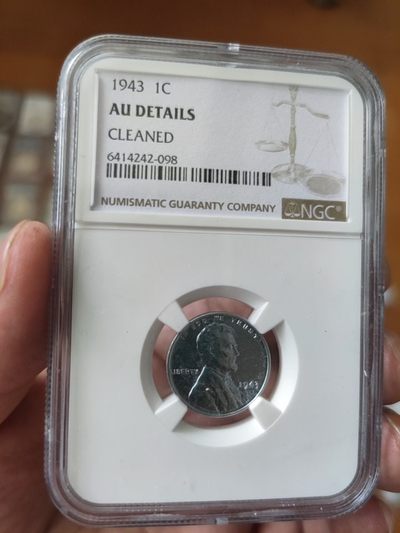 1943 1C
AU DETAILS
CLEANED
6414242-098
NUMISMATIC GUARANTY COMPANY
NGC®
IN GOD WE TRUST
LIBERTY
1943